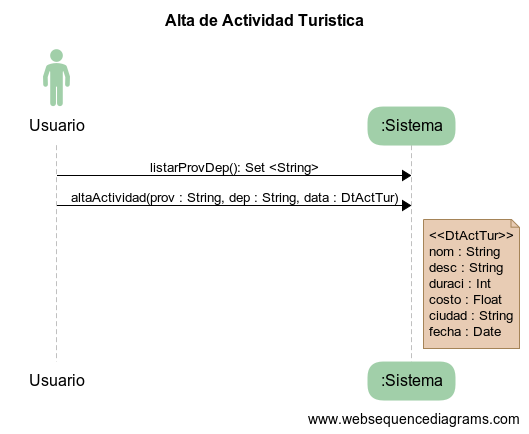 Alta de Actividad Turistica
Usuario
:Sistema
listarProvDep(): Set <String>
altaActividad(prov : String, dep : String, data : DtActTur)
<<DtActTur>>
nom : String
desc : String
duraci : Int
costo : Float
ciudad : String
fecha : Date
Usuario
:Sistema
www.websequencediagrams.com